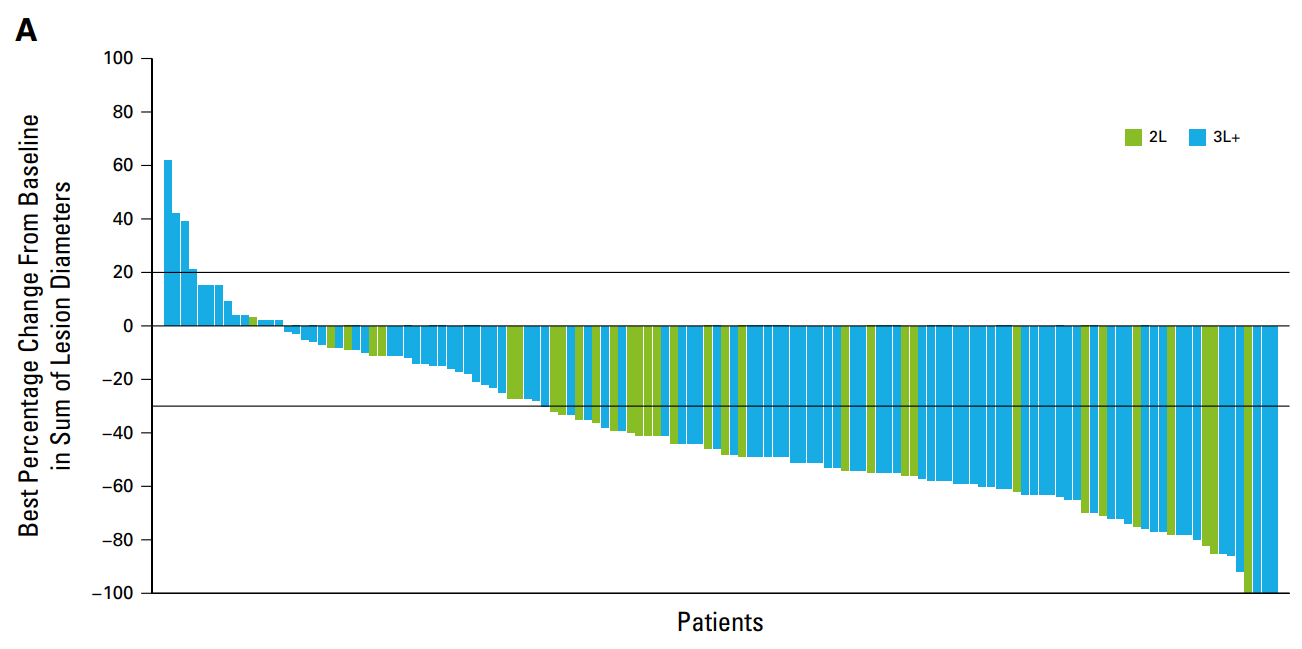 A
Best Percentage Change From Baseline
in Sum of Lesion Diameters
100
80
60
40
20
0
−20
−40
−60
−80
−100
2L 3L+
Patients